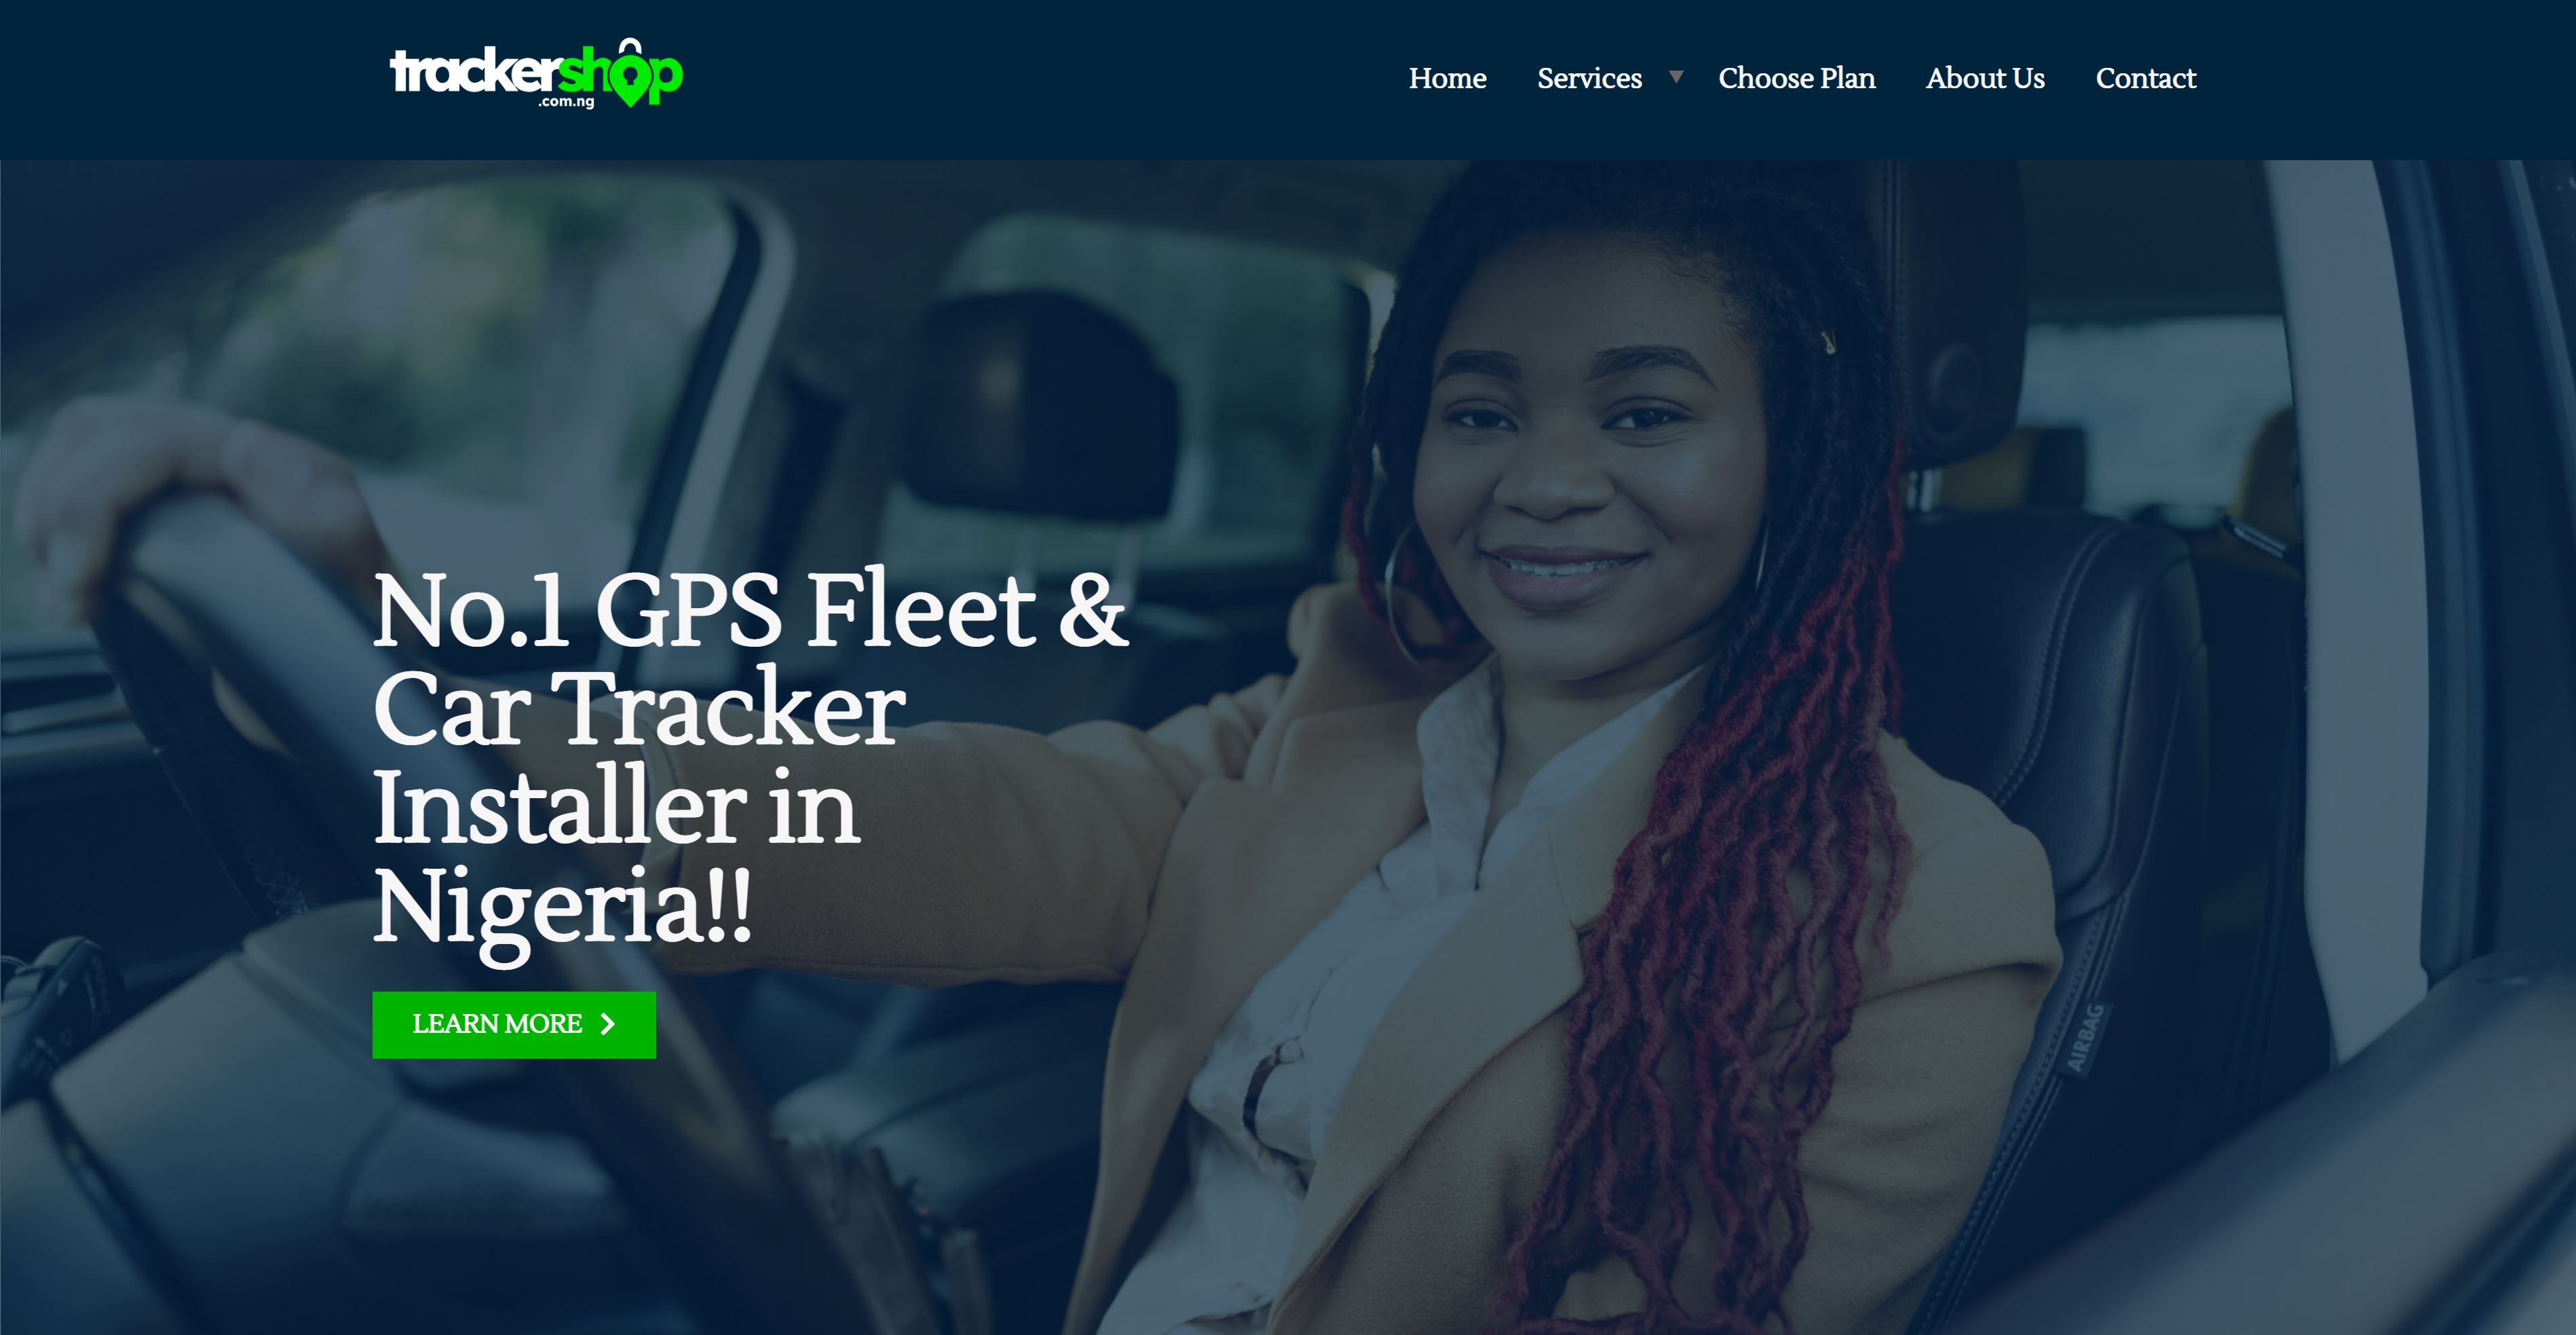 trackershop
.com.ng
Home Services Choose Plan About Us Contact
No.1 GPS Fleet &
Car Tracker
Installer in
Nigeria!!
LEARN MORE
AIRBAG